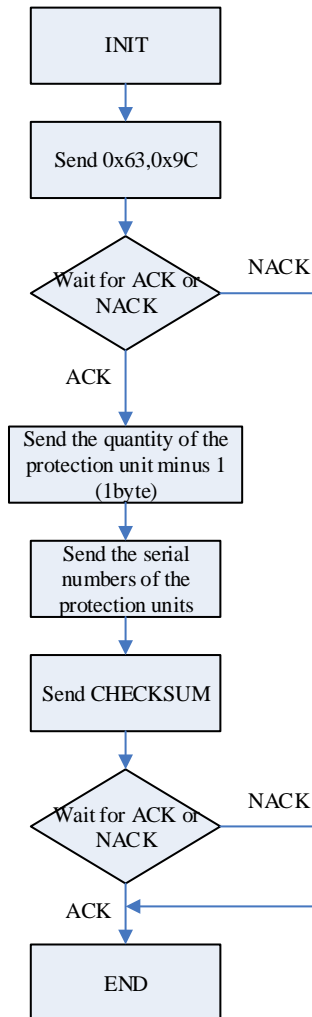 INIT
Send 0x63,0x9C
Wait for ACK or
NACK
NACK
ACK
Send the quantity of the
protection unit minus 1
(1byte)
Send the serial
numbers of the
protection units
Send CHECKSUM
Wait for ACK or
NACK
NACK
ACK
END